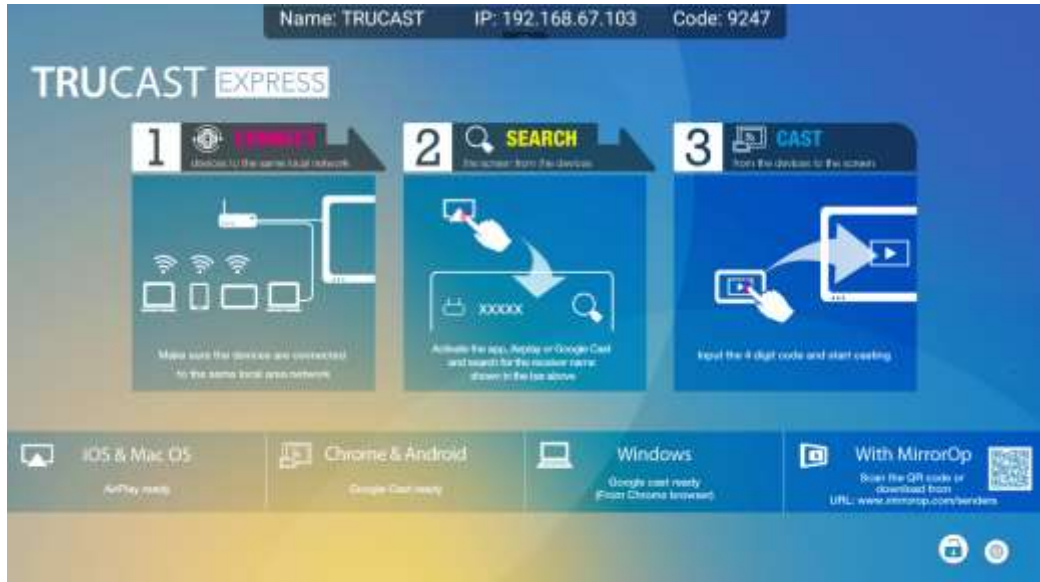 Name: TRUCAST IP: 192.168.67.103 Code: 9247
TRUCAST EXPRESS
1 CONNECT
devices to the same local network
2 SEARCH
the screen from the devices
3 CAST
from the devices to the screen
xxxxx
Make sure the devices are connected
to the same local area network
Activate the app, Airplay or Google Cast
and search for the receiver name
shown in the bar above
Input the 4 digit code and start casting
iOS & Mac OS
AirPlay ready
Chrome & Android
Google Cast ready
Windows
Google cast ready
(From Chrome browser)
With MirrorOp
Scan the QR code or
download from
URL: www.mirrorop.com/senders